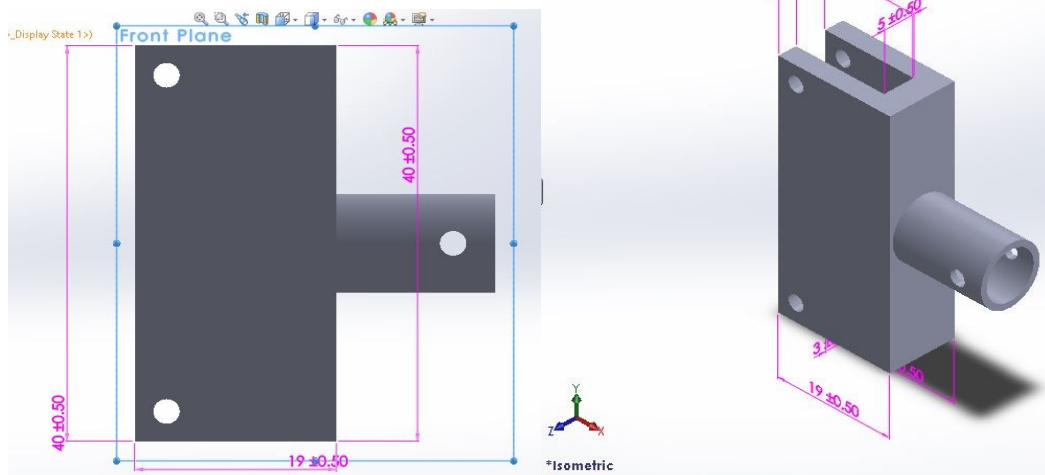 _Display State 1>)
Front Plane
40 ±0.50
40 ±0.50
19 ±0.50
5 ±0.50
19 ±0.50
Y
Z
X
*Isometric